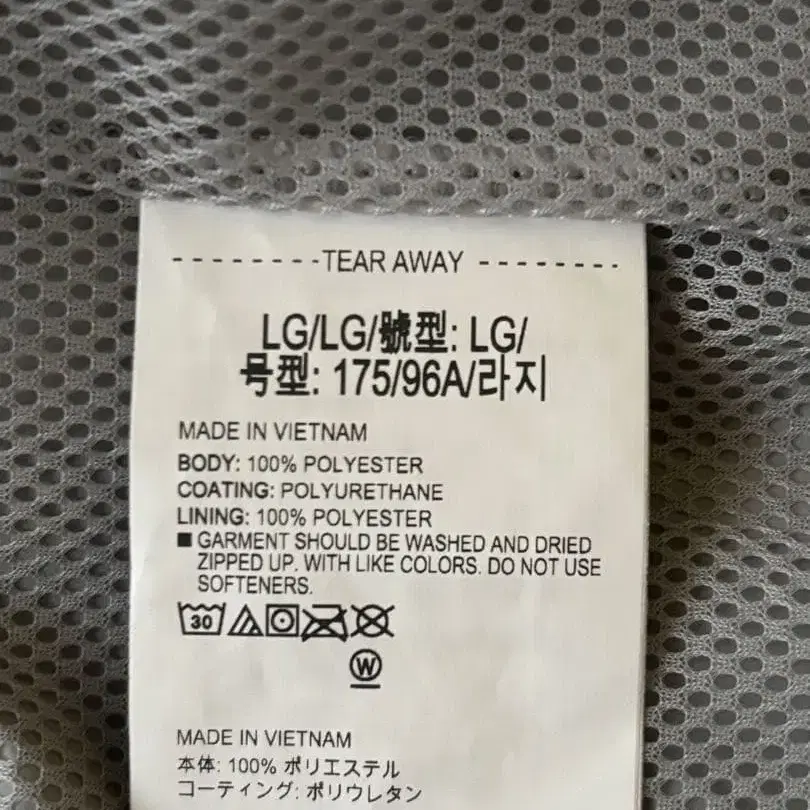 --------- TEAR AWAY ---------
LG/LG/號型: LG/
号型: 175/96A/라지
MADE IN VIETNAM
BODY: 100% POLYESTER
COATING: POLYURETHANE
LINING: 100% POLYESTER
■ GARMENT SHOULD BE WASHED AND DRIED
ZIPPED UP. WITH LIKE COLORS. DO NOT USE
SOFTENERS.
30
W
MADE IN VIETNAM
本体: 100% ポリエステル
コーティング: ポリウレタン